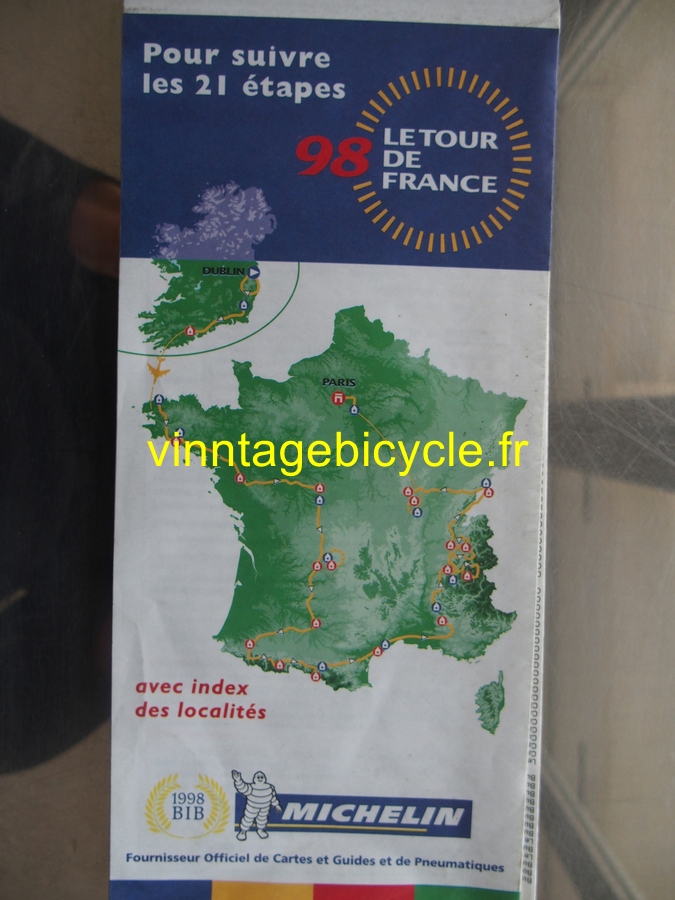 Pour suivre
les 21 étapes
98 LE TOUR
DE
FRANCE
DUBLIN
PARIS
vinntagebicycle.fr
avec index
des localités
1998
BIB
MICHELIN
Fournisseur Officiel de Cartes et Guides et de Pneumatiques